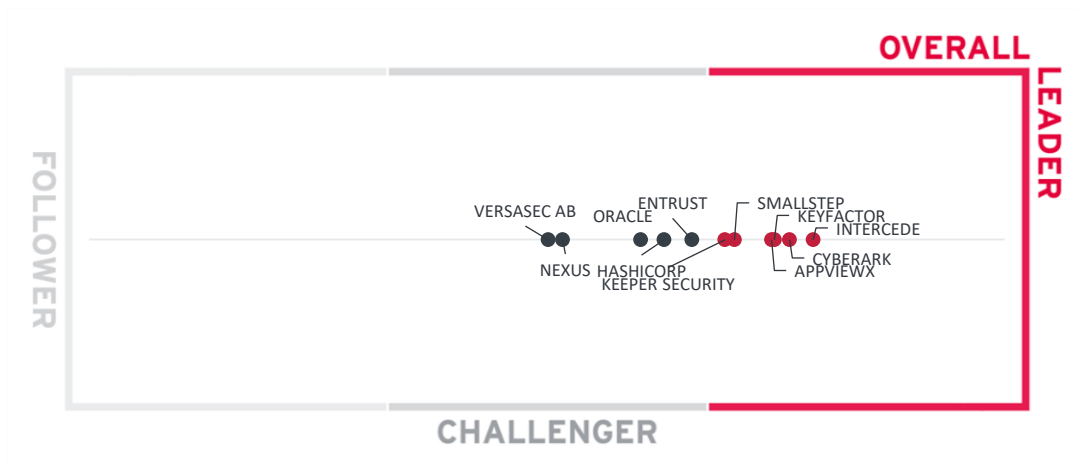 OVERALL
LEADER
FOLLOWER
VERSASEC AB
ORACLE
ENTRUST
SMALLSTEP
KEYFACTOR
INTERCEDE
NEXUS
HASHICORP
KEEPER SECURITY
CYBERARK
APPVIEWX
CHALLENGER